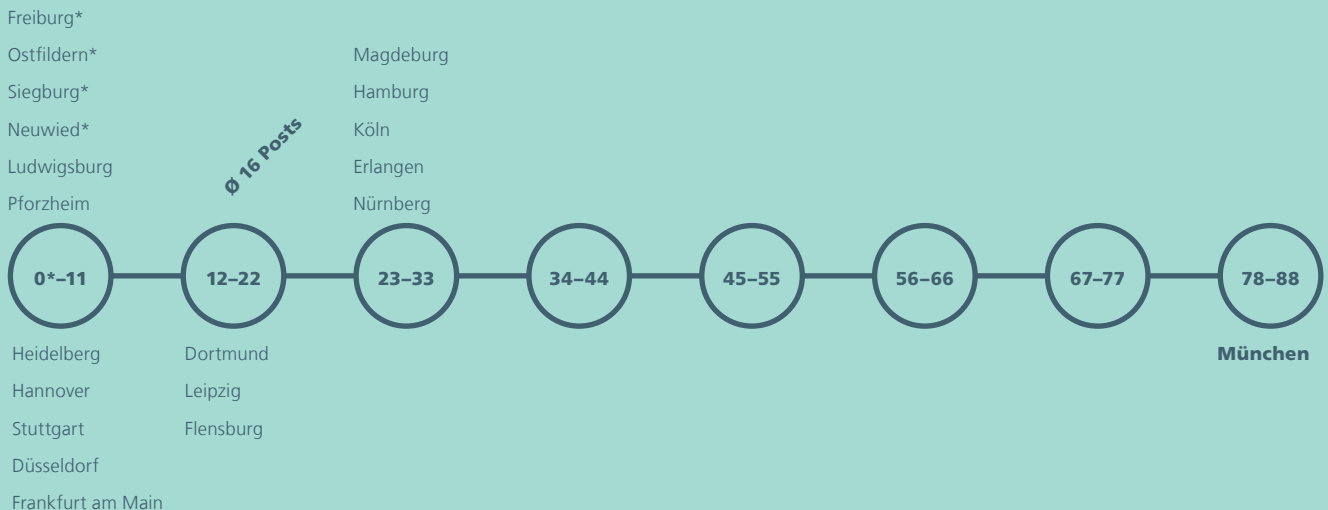 Freiburg*
Ostfildern*
Siegburg*
Neuwied*
Ludwigsburg
Pforzheim
Ø 16 Posts
Magdeburg
Hamburg
Köln
Erlangen
Nürnberg
0*–11
12–22
23–33
34–44
45–55
56–66
67–77
78–88
Heidelberg
Hannover
Stuttgart
Düsseldorf
Frankfurt am Main
Dortmund
Leipzig
Flensburg
München